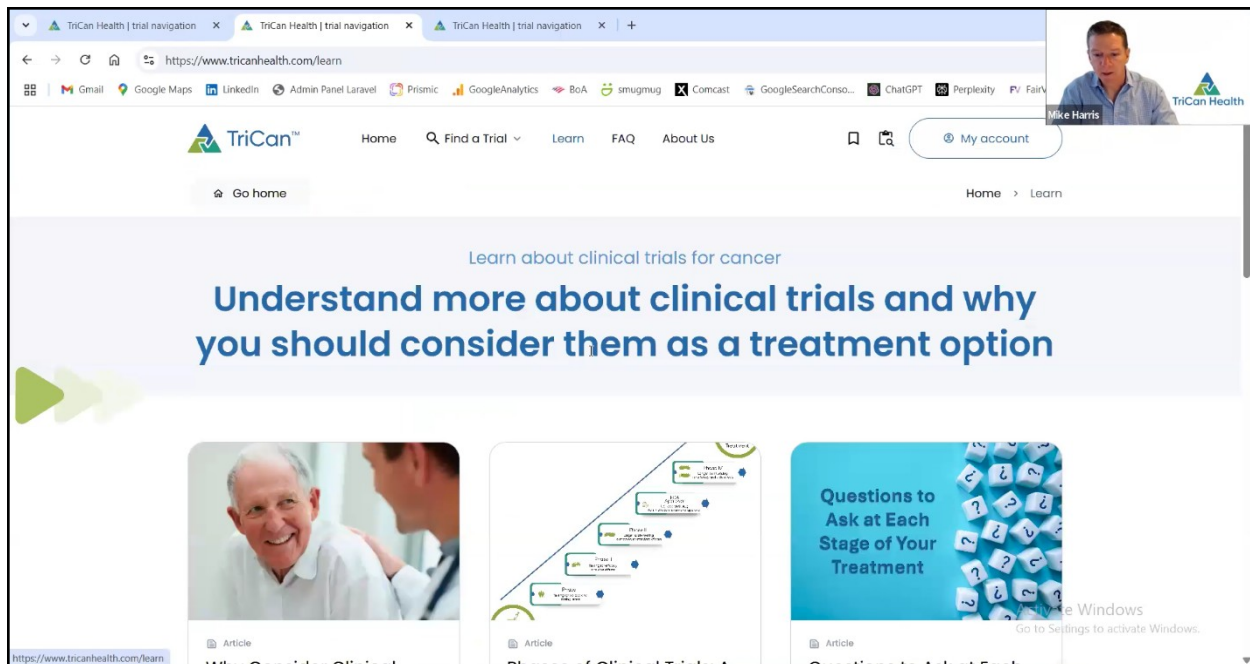 TriCan Health | trial navigation
TriCan Health | trial navigation
TriCan Health | trial navigation
https://www.tricanhealth.com/learn
Gmail
Google Maps
LinkedIn
Admin Panel Laravel
Prismic
GoogleAnalytics
BoA
smugmug
Comcast
GoogleSearchConso...
ChatGPT
Perplexity
Mike Harris
TriCan Health
TriCan™
Home
Find a Trial
Learn
FAQ
About Us
My account
Go home
Home > Learn
Learn about clinical trials for cancer
Understand more about clinical trials and why
you should consider them as a treatment option
Questions to
Ask at Each
Stage of Your
Treatment
Article
Article
Article
Activate Windows
Go to Settings to activate Windows.
https://www.tricanhealth.com/learn